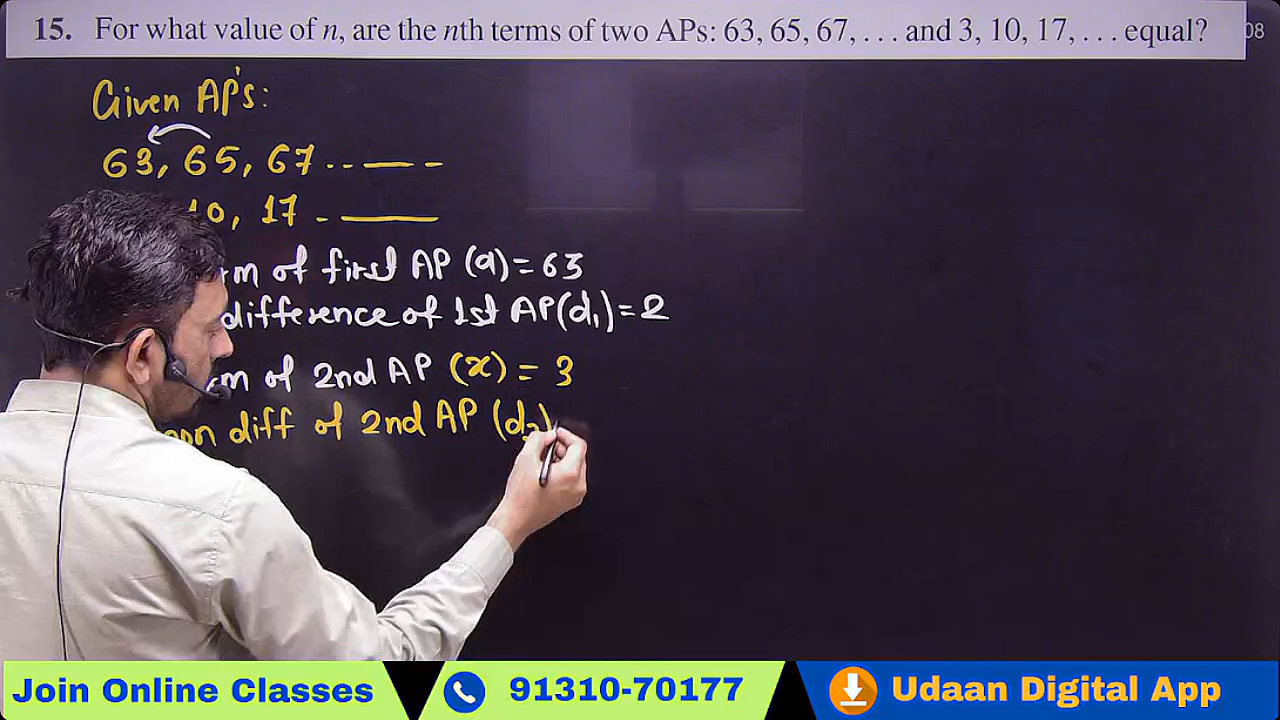 15. For what value of n, are the nth terms of two APs: 63, 65, 67, . . . and 3, 10, 17, . . . equal?
08
Given AP's:
63, 65, 67 .. — -
10, 17 . —
of first AP (a) = 63
difference of 1st AP (d₁) = 2
of 2nd AP (x) = 3
diff of 2nd AP (d₂)
Join Online Classes
91310-70177
Udaan Digital App